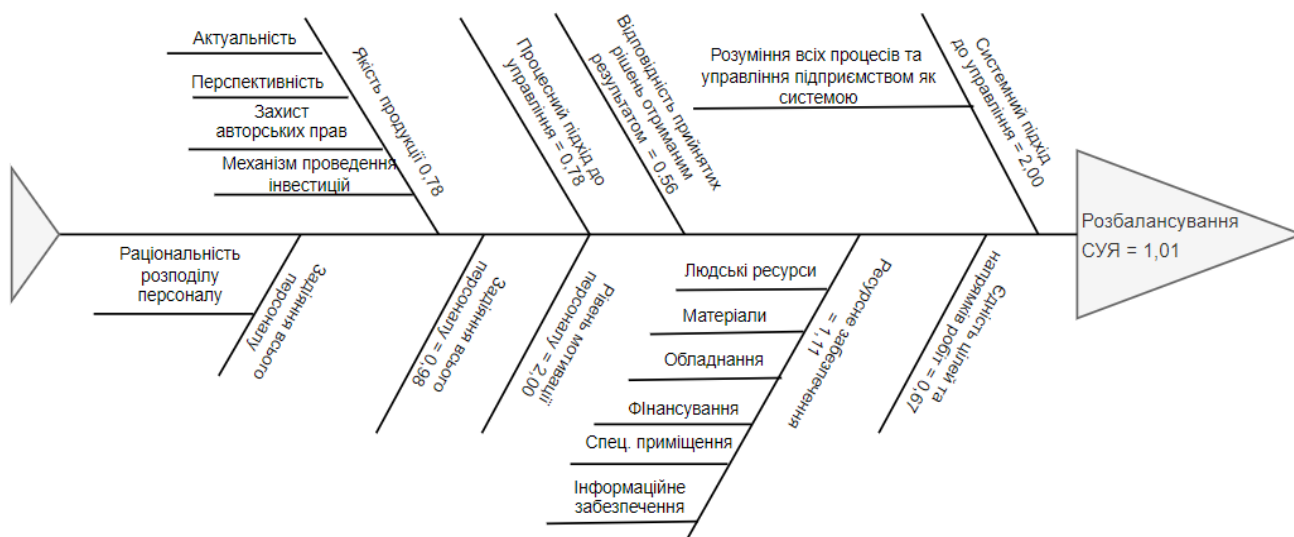 Актуальність
Перспективність
Захист
авторських прав
Механізм проведення
інвестицій
Якість продукції 0,78
Процесний підхід до
управління = 0,78
Відповідність прийнятих
рішень отриманим
результатом = 0.56
Розуміння всіх процесів та
управління підприємством як
системою
Системний підхід
до управління = 2,00
Розбалансування
СУЯ = 1,01
Раціональність
розподілу
персоналу
Задіяння всього
персоналу
Задіяння всього
персоналу = 0,98
Рівень мотивації
персоналу = 2,00
Людські ресурси
Матеріали
Обладнання
Фінансування
Спец. приміщення
Інформаційне
забезпечення
Ресурсне забезпечення
= 1,11
Єдність цілей та
напрямків робіт = 0,67